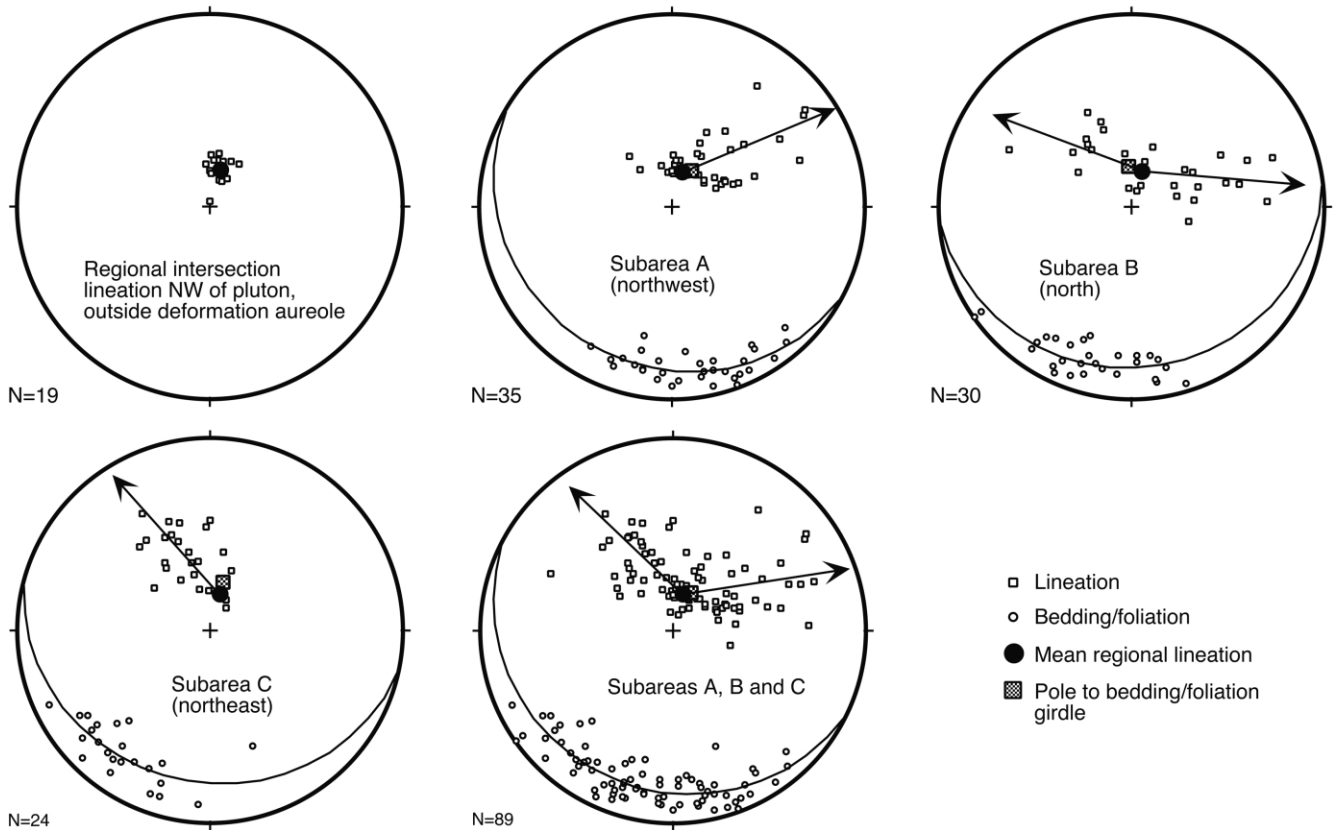 Regional intersection
lineation NW of pluton,
outside deformation aureole
N=19
Subarea A
(northwest)
N=35
Subarea B
(north)
N=30
Subarea C
(northeast)
N=24
Subareas A, B and C
N=89
Lineation
Bedding/foliation
Mean regional lineation
Pole to bedding/foliation
girdle